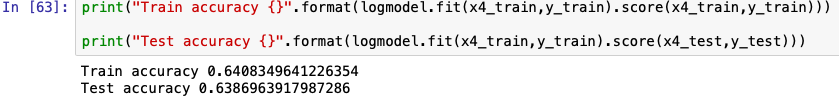 In [63]: print("Train accuracy {}".format(logmodel.fit(x4_train,y_train).score(x4_train,y_train)))
print("Test accuracy {}".format(logmodel.fit(x4_train,y_train).score(x4_test,y_test)))
Train accuracy 0.6408349641226354
Test accuracy 0.6386963917987286